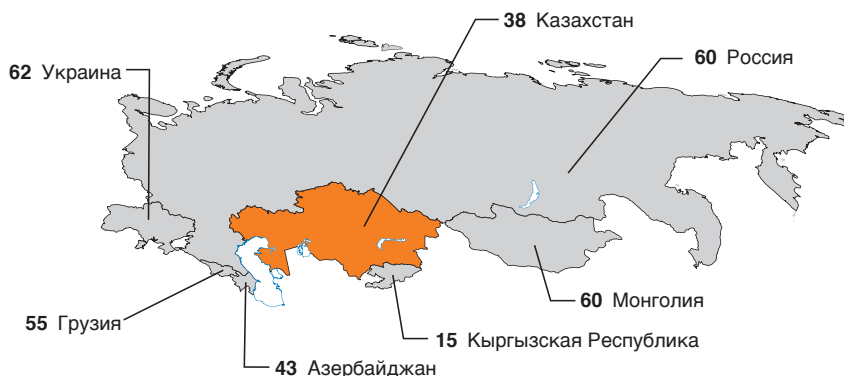 38 Казахстан
60 Россия
62 Украина
60 Монголия
55 Грузия
15 Кыргызская Республика
43 Азербайджан